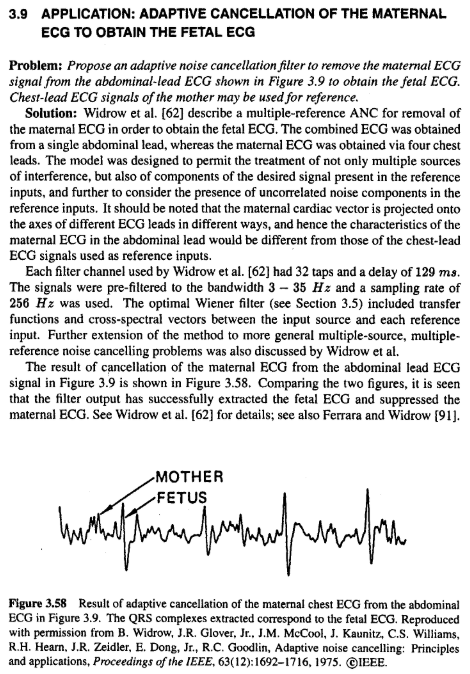 3.9 APPLICATION: ADAPTIVE CANCELLATION OF THE MATERNAL
ECG TO OBTAIN THE FETAL ECG
Problem: Propose an adaptive noise cancellation filter to remove the maternal ECG
signal from the abdominal-lead ECG shown in Figure 3.9 to obtain the fetal ECG.
Chest-lead ECG signals of the mother may be used for reference.
Solution: Widrow et al. [62] describe a multiple-reference ANC for removal of
the maternal ECG in order to obtain the fetal ECG. The combined ECG was obtained
from a single abdominal lead, whereas the maternal ECG was obtained via four chest
leads. The model was designed to permit the treatment of not only multiple sources
of interference, but also of components of the desired signal present in the reference
inputs, and further to consider the presence of uncorrelated noise components in the
reference inputs. It should be noted that the maternal cardiac vector is projected onto
the axes of different ECG leads in different ways, and hence the characteristics of the
maternal ECG in the abdominal lead would be different from those of the chest-lead
ECG signals used as reference inputs.
Each filter channel used by Widrow et al. [62] had 32 taps and a delay of 129 ms.
The signals were pre-filtered to the bandwidth 3 – 35 Hz and a sampling rate of
256 Hz was used. The optimal Wiener filter (see Section 3.5) included transfer
functions and cross-spectral vectors between the input source and each reference
input. Further extension of the method to more general multiple-source, multiple-
reference noise cancelling problems was also discussed by Widrow et al.
The result of cancellation of the maternal ECG from the abdominal lead ECG
signal in Figure 3.9 is shown in Figure 3.58. Comparing the two figures, it is seen
that the filter output has successfully extracted the fetal ECG and suppressed the
maternal ECG. See Widrow et al. [62] for details; see also Ferrara and Widrow [91].
MOTHER
FETUS
Figure 3.58 Result of adaptive cancellation of the maternal chest ECG from the abdominal
ECG in Figure 3.9. The QRS complexes extracted correspond to the fetal ECG. Reproduced
with permission from B. Widrow, J.R. Glover, Jr., J.M. McCool, J. Kaunitz, C.S. Williams,
R.H. Hearn, J.R. Zeidler, E. Dong, Jr., R.C. Goodlin, Adaptive noise cancelling: Principles
and applications, Proceedings of the IEEE, 63(12):1692–1716, 1975. ©IEEE.